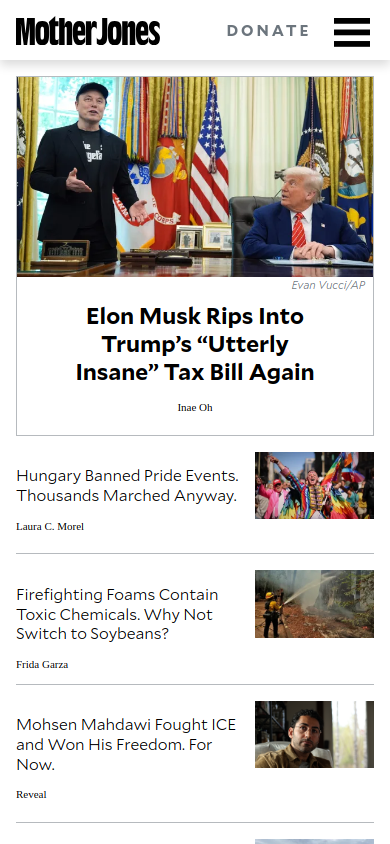 Mother Jones
DONATE
Evan Vucci/AP
Elon Musk Rips Into
Trump’s “Utterly
Insane” Tax Bill Again
Inae Oh
Hungary Banned Pride Events.
Thousands Marched Anyway.
Laura C. Morel
Firefighting Foams Contain
Toxic Chemicals. Why Not
Switch to Soybeans?
Frida Garza
Mohsen Mahdawi Fought ICE
and Won His Freedom. For
Now.
Reveal